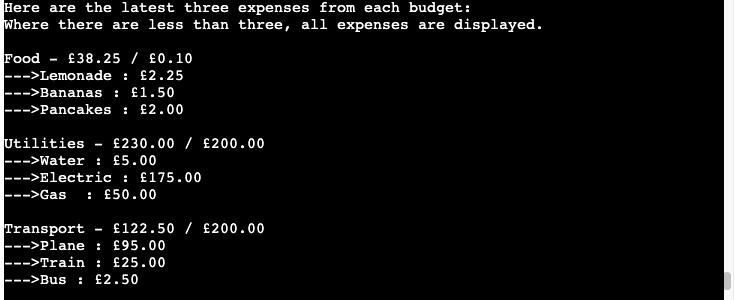 Here are the latest three expenses from each budget:
Where there are less than three, all expenses are displayed.
Food - £38.25 / £0.10
--->Lemonade : £2.25
--->Bananas : £1.50
--->Pancakes : £2.00
Utilities - £230.00 / £200.00
--->Water : £5.00
--->Electric : £175.00
--->Gas  : £50.00
Transport - £122.50 / £200.00
--->Plane : £95.00
--->Train : £25.00
--->Bus : £2.50